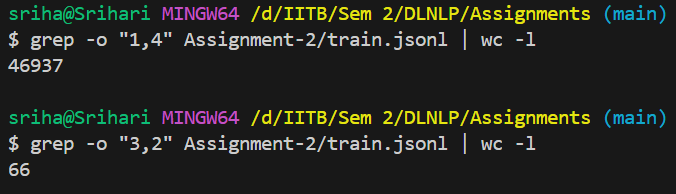 sriha@Srihari MINGW64 /d/IITB/Sem 2/DLNLP/Assignments (main)
$ grep -o "1,4" Assignment-2/train.jsonl | wc -l
46937
sriha@Srihari MINGW64 /d/IITB/Sem 2/DLNLP/Assignments (main)
$ grep -o "3,2" Assignment-2/train.jsonl | wc -l
66